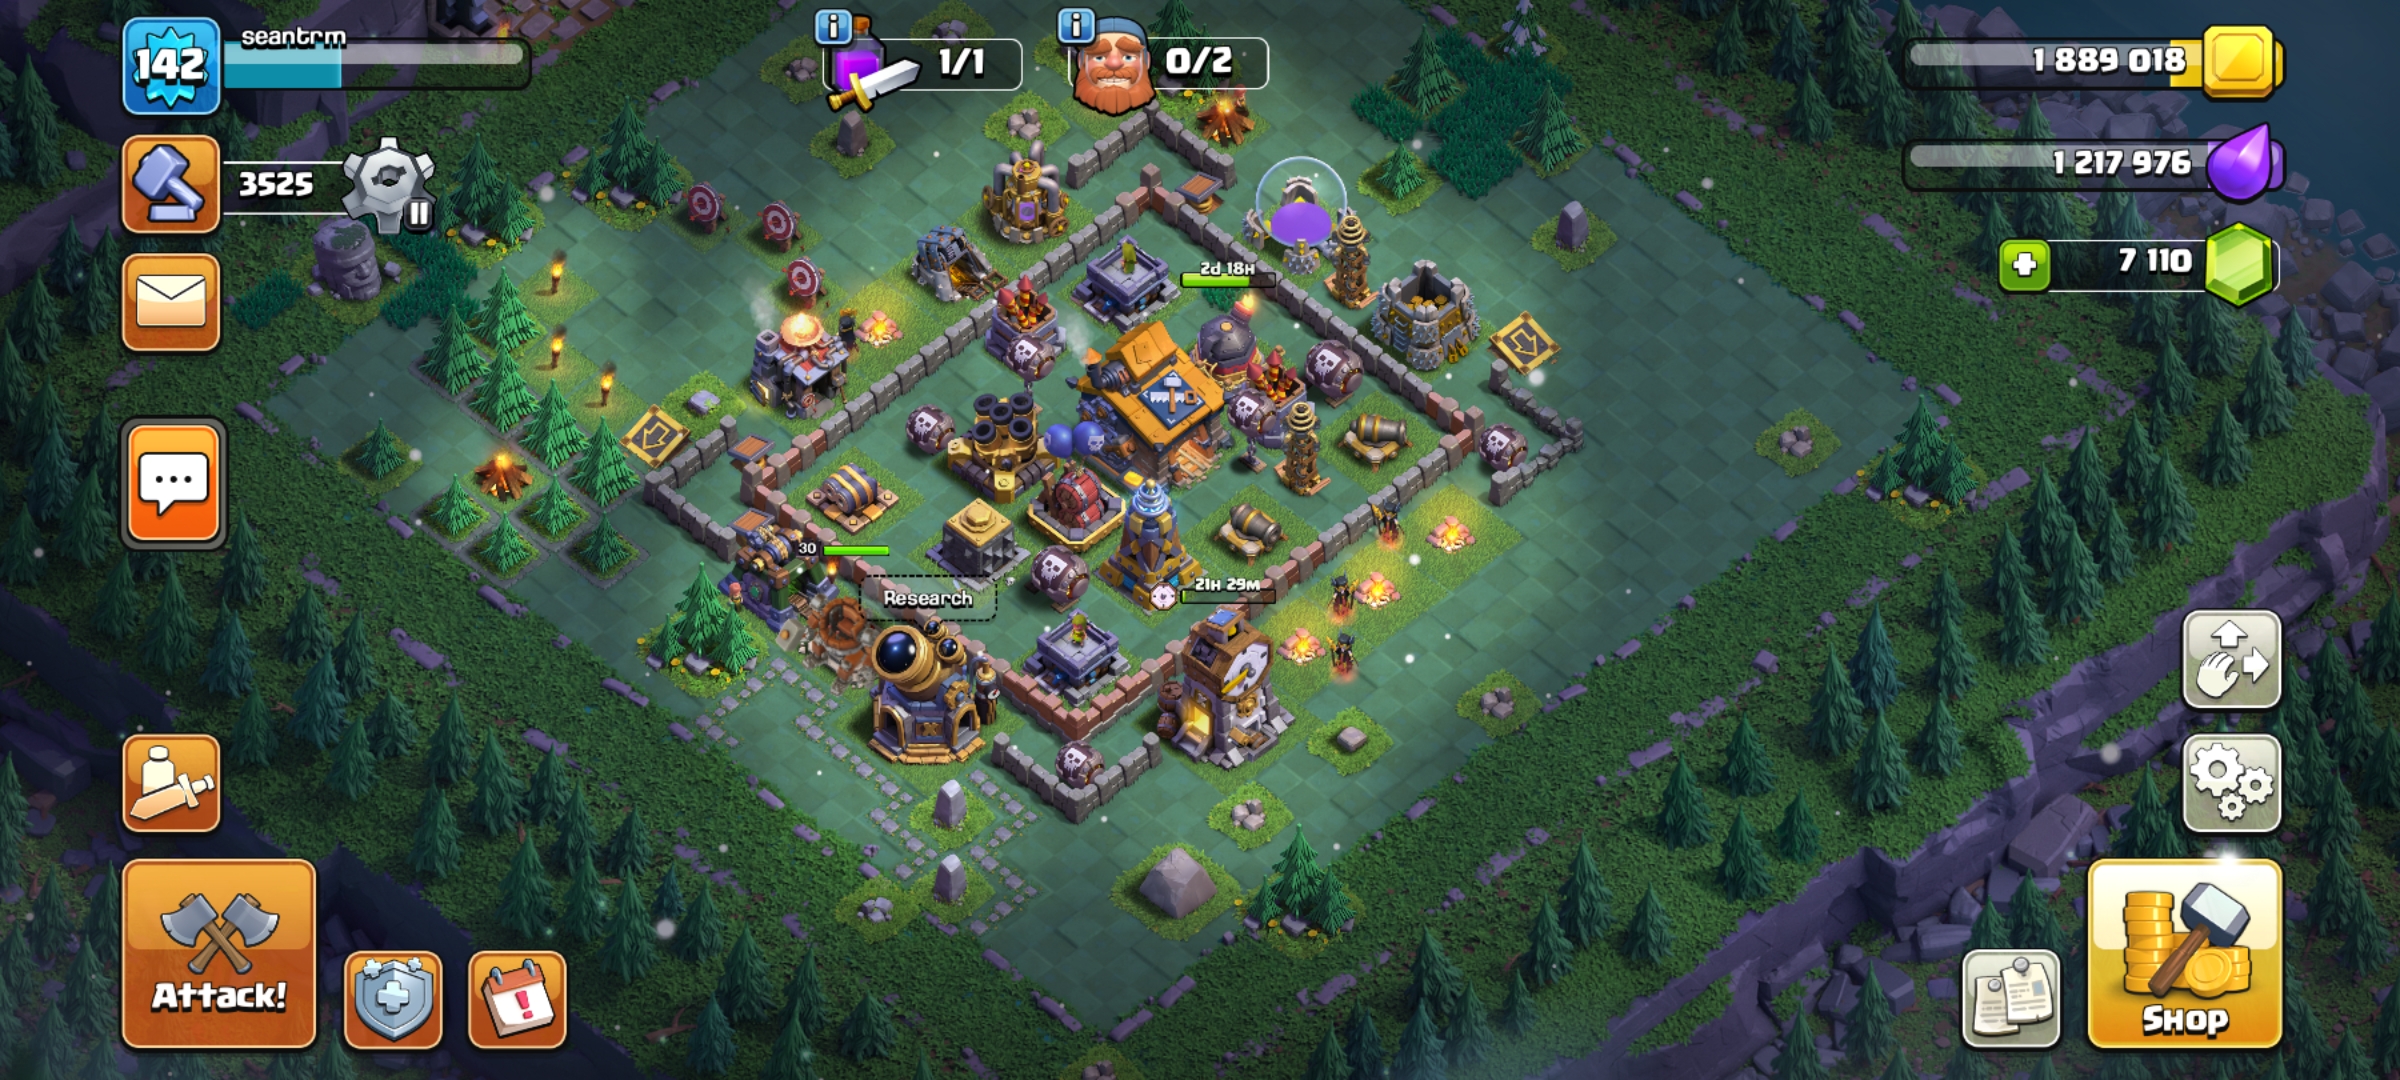 142
seantrm
1/1
0/2
1 889 018
3525
1 217 976
7 110
2d 18H
30
Research
21H 29M
Attack!
Shop